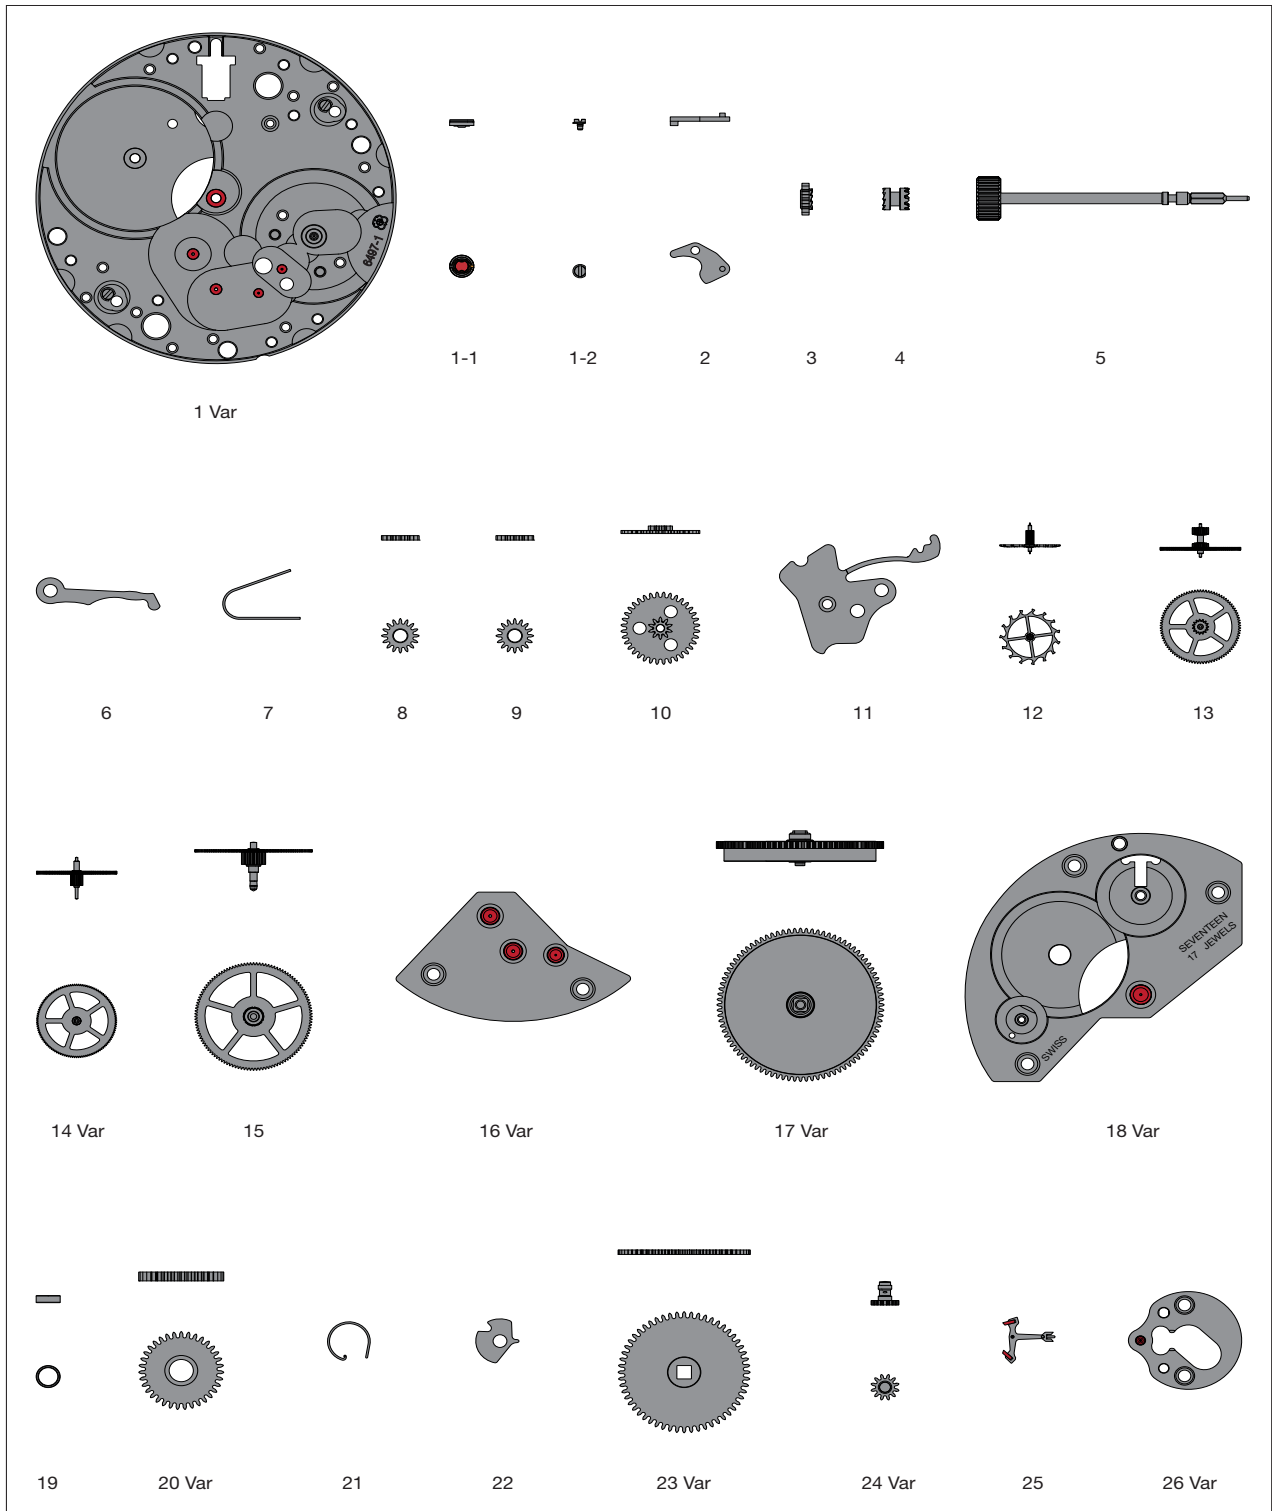 6497-1
1-1 1-2 2 3 4 5
1 Var
6 7 8 9 10 11 12 13
SEVENTEEN
17 JEWELS
SWISS
14 Var 15 16 Var 17 Var 18 Var
19 20 Var 21 22 23 Var 24 Var 25 26 Var